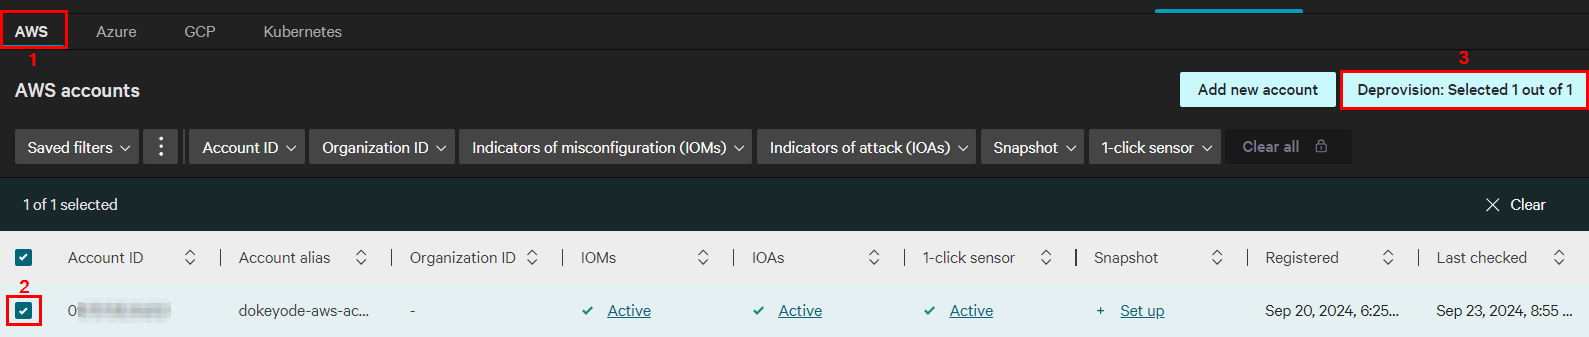 AWS Azure GCP Kubernetes
1
3
AWS accounts Add new account Deprovision: Selected 1 out of 1
Saved filters Account ID Organization ID Indicators of misconfiguration (IOMs) Indicators of attack (IOAs) Snapshot 1-click sensor Clear all
1 of 1 selected Clear
Account ID Account alias Organization ID IOMs IOAs 1-click sensor Snapshot Registered Last checked
2
dokeyode-aws-ac... - Active Active Active + Set up Sep 20, 2024, 6:25... Sep 23, 2024, 8:55 ...